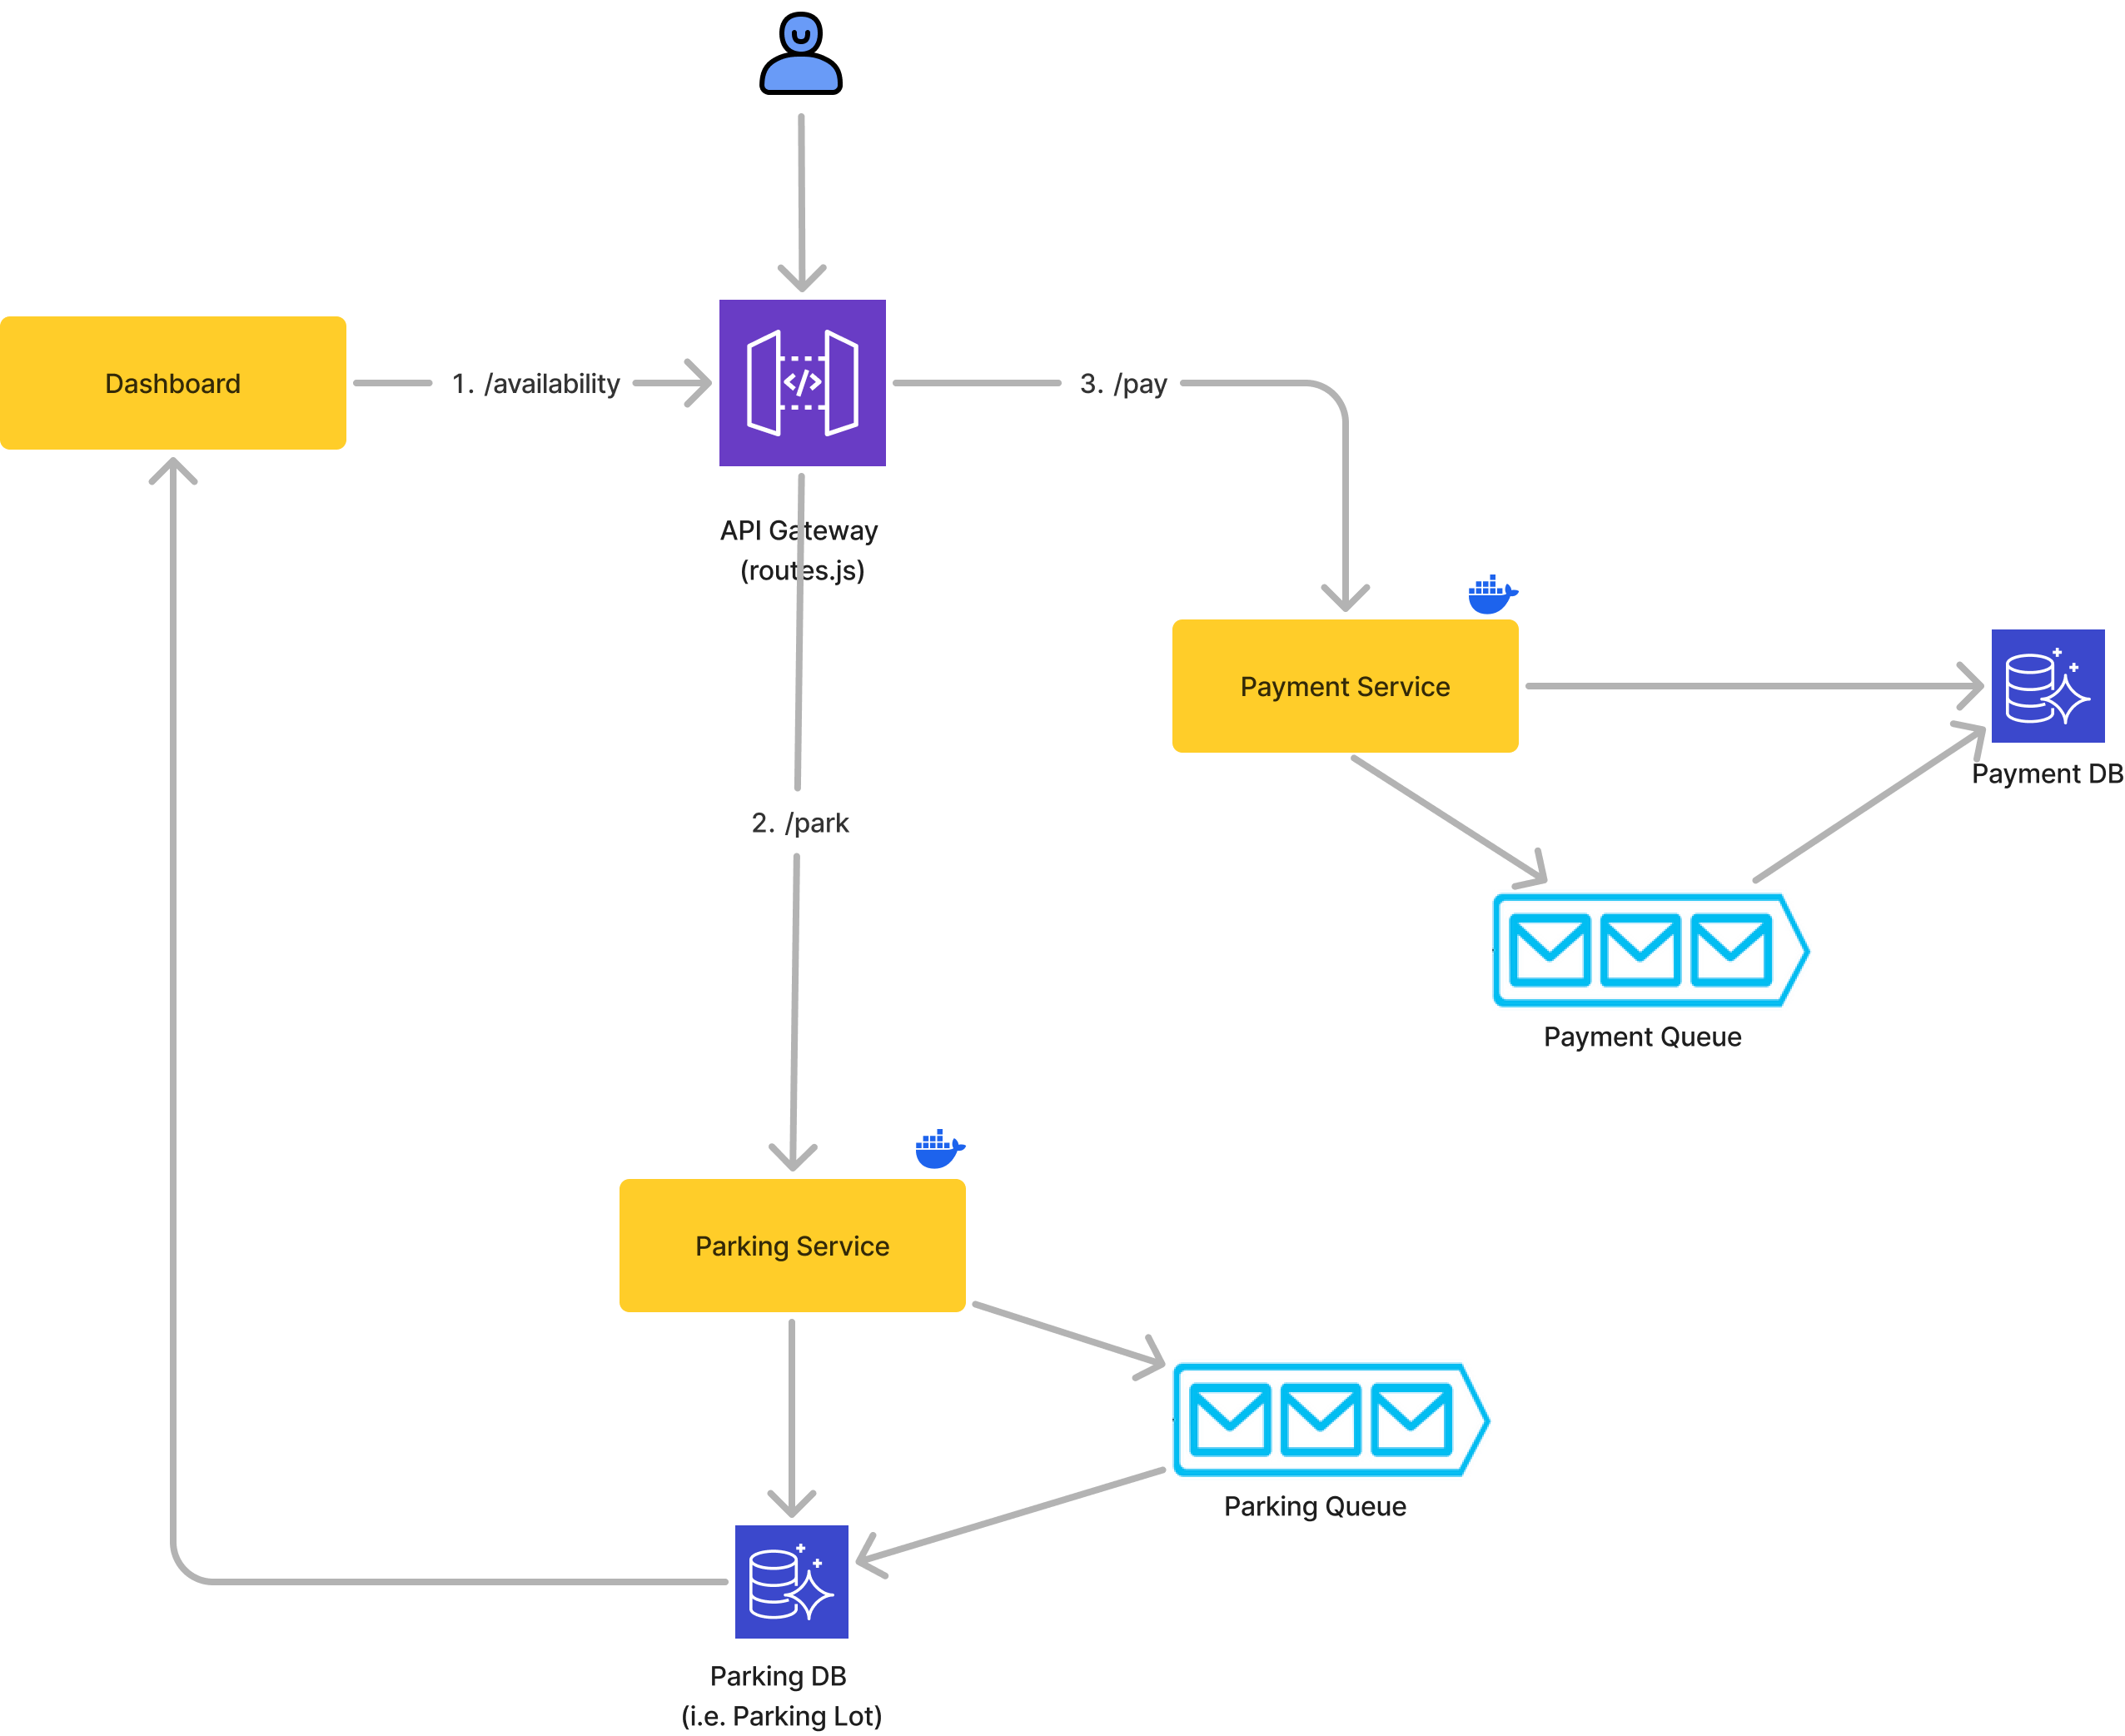 Dashboard
1. /availability
3. /pay
API Gateway
(routes.js)
Payment Service
Payment DB
2. /park
Payment Queue
Parking Service
Parking Queue
Parking DB
(i.e. Parking Lot)